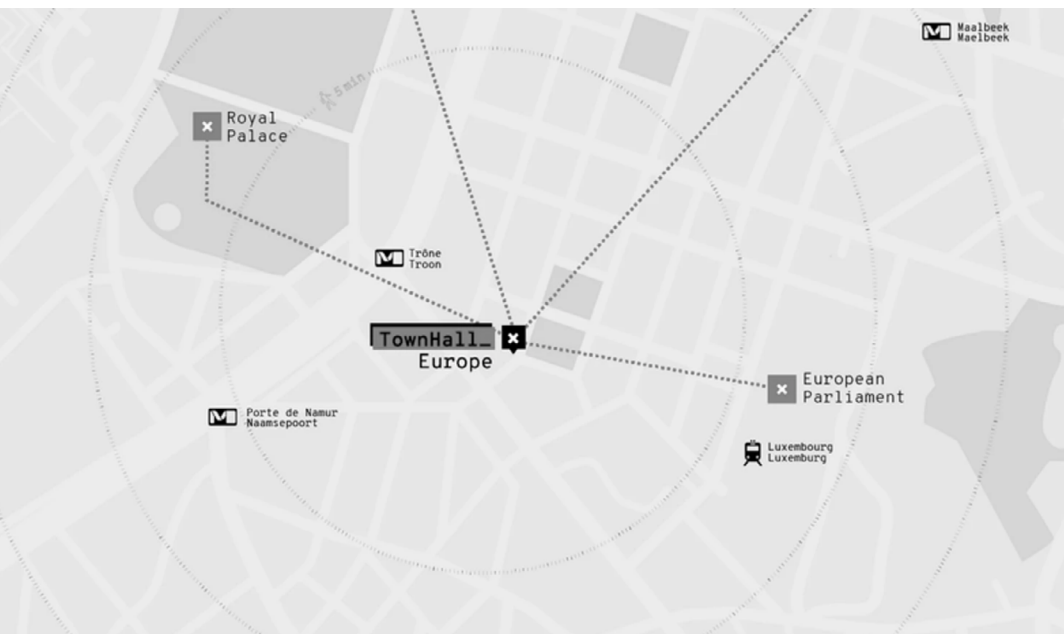 Maalbeek
Maelbeek
5 min
Royal
Palace
Trône
Troon
TownHall_
Europe
European
Parliament
Porte de Namur
Naamsepoort
Luxembourg
Luxemburg